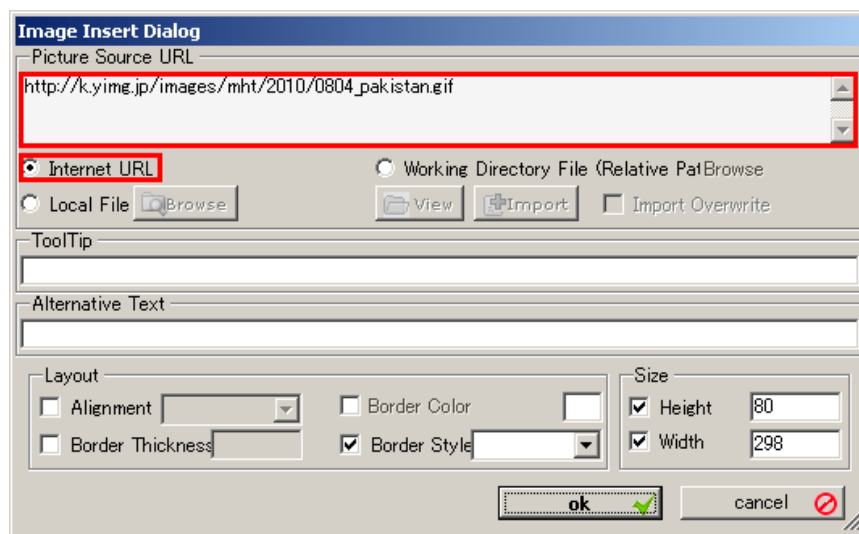 Image Insert Dialog
Picture Source URL
http://k.yimg.jp/images/mht/2010/0804_pakistan.gif
Internet URL
Working Directory File (Relative Pat
Browse
Local File
Browse
View
Import
Import Overwrite
ToolTip
Alternative Text
Layout
Size
Alignment
Border Color
Height
80
Border Thickness
Border Style
Width
298
ok
cancel